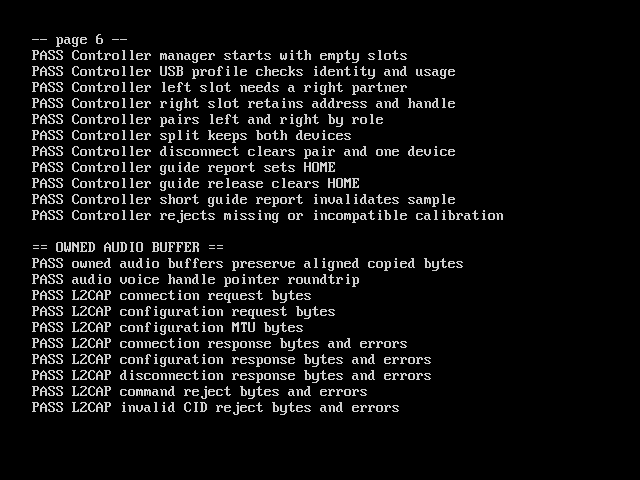 -- page 6 --
PASS Controller manager starts with empty slots
PASS Controller USB profile checks identity and usage
PASS Controller left slot needs a right partner
PASS Controller right slot retains address and handle
PASS Controller pairs left and right by role
PASS Controller split keeps both devices
PASS Controller disconnect clears pair and one device
PASS Controller guide report sets HOME
PASS Controller guide release clears HOME
PASS Controller short guide report invalidates sample
PASS Controller rejects missing or incompatible calibration
== OWNED AUDIO BUFFER ==
PASS owned audio buffers preserve aligned copied bytes
PASS audio voice handle pointer roundtrip
PASS L2CAP connection request bytes
PASS L2CAP configuration request bytes
PASS L2CAP configuration MTU bytes
PASS L2CAP connection response bytes and errors
PASS L2CAP configuration response bytes and errors
PASS L2CAP disconnection response bytes and errors
PASS L2CAP command reject bytes and errors
PASS L2CAP invalid CID reject bytes and errors